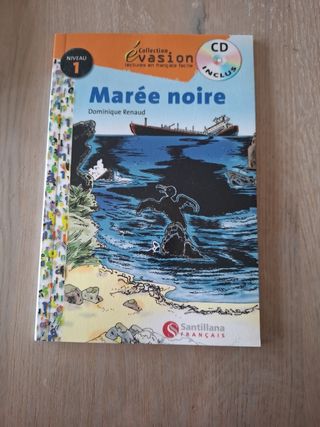 NIVEAU
1
Collection
évasion
lectures en français facile
CD
INCLUS
Marée noire
Dominique Renaud
Santillana
FRANÇAIS